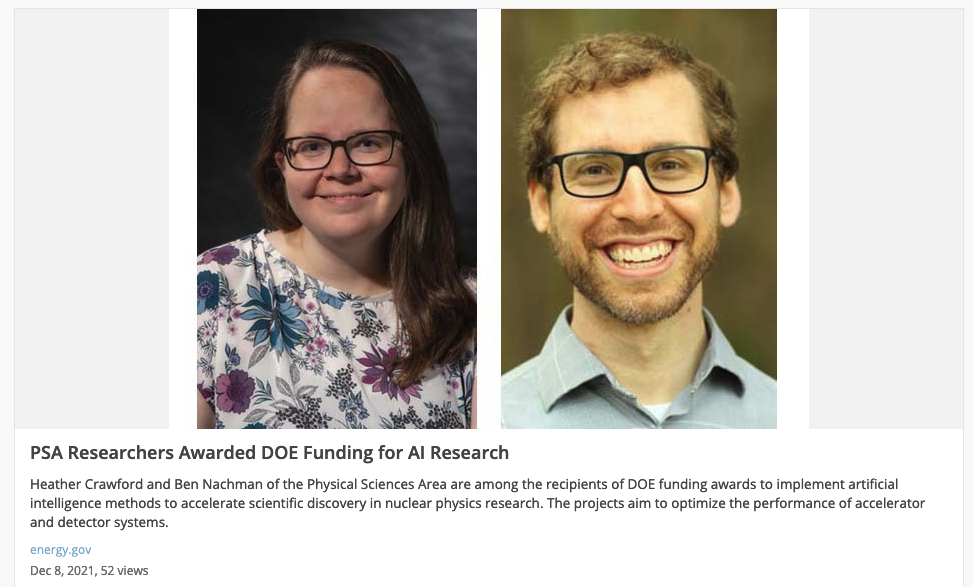 PSA Researchers Awarded DOE Funding for AI Research
Heather Crawford and Ben Nachman of the Physical Sciences Area are among the recipients of DOE funding awards to implement artificial
intelligence methods to accelerate scientific discovery in nuclear physics research. The projects aim to optimize the performance of accelerator
and detector systems.
energy.gov
Dec 8, 2021, 52 views